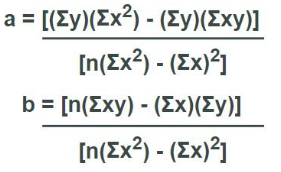 a = [(Σy)(Σx²) - (Σy)(Σxy)]
[n(Σx²) - (Σx)²]
b = [n(Σxy) - (Σx)(Σy)]
[n(Σx²) - (Σx)²]